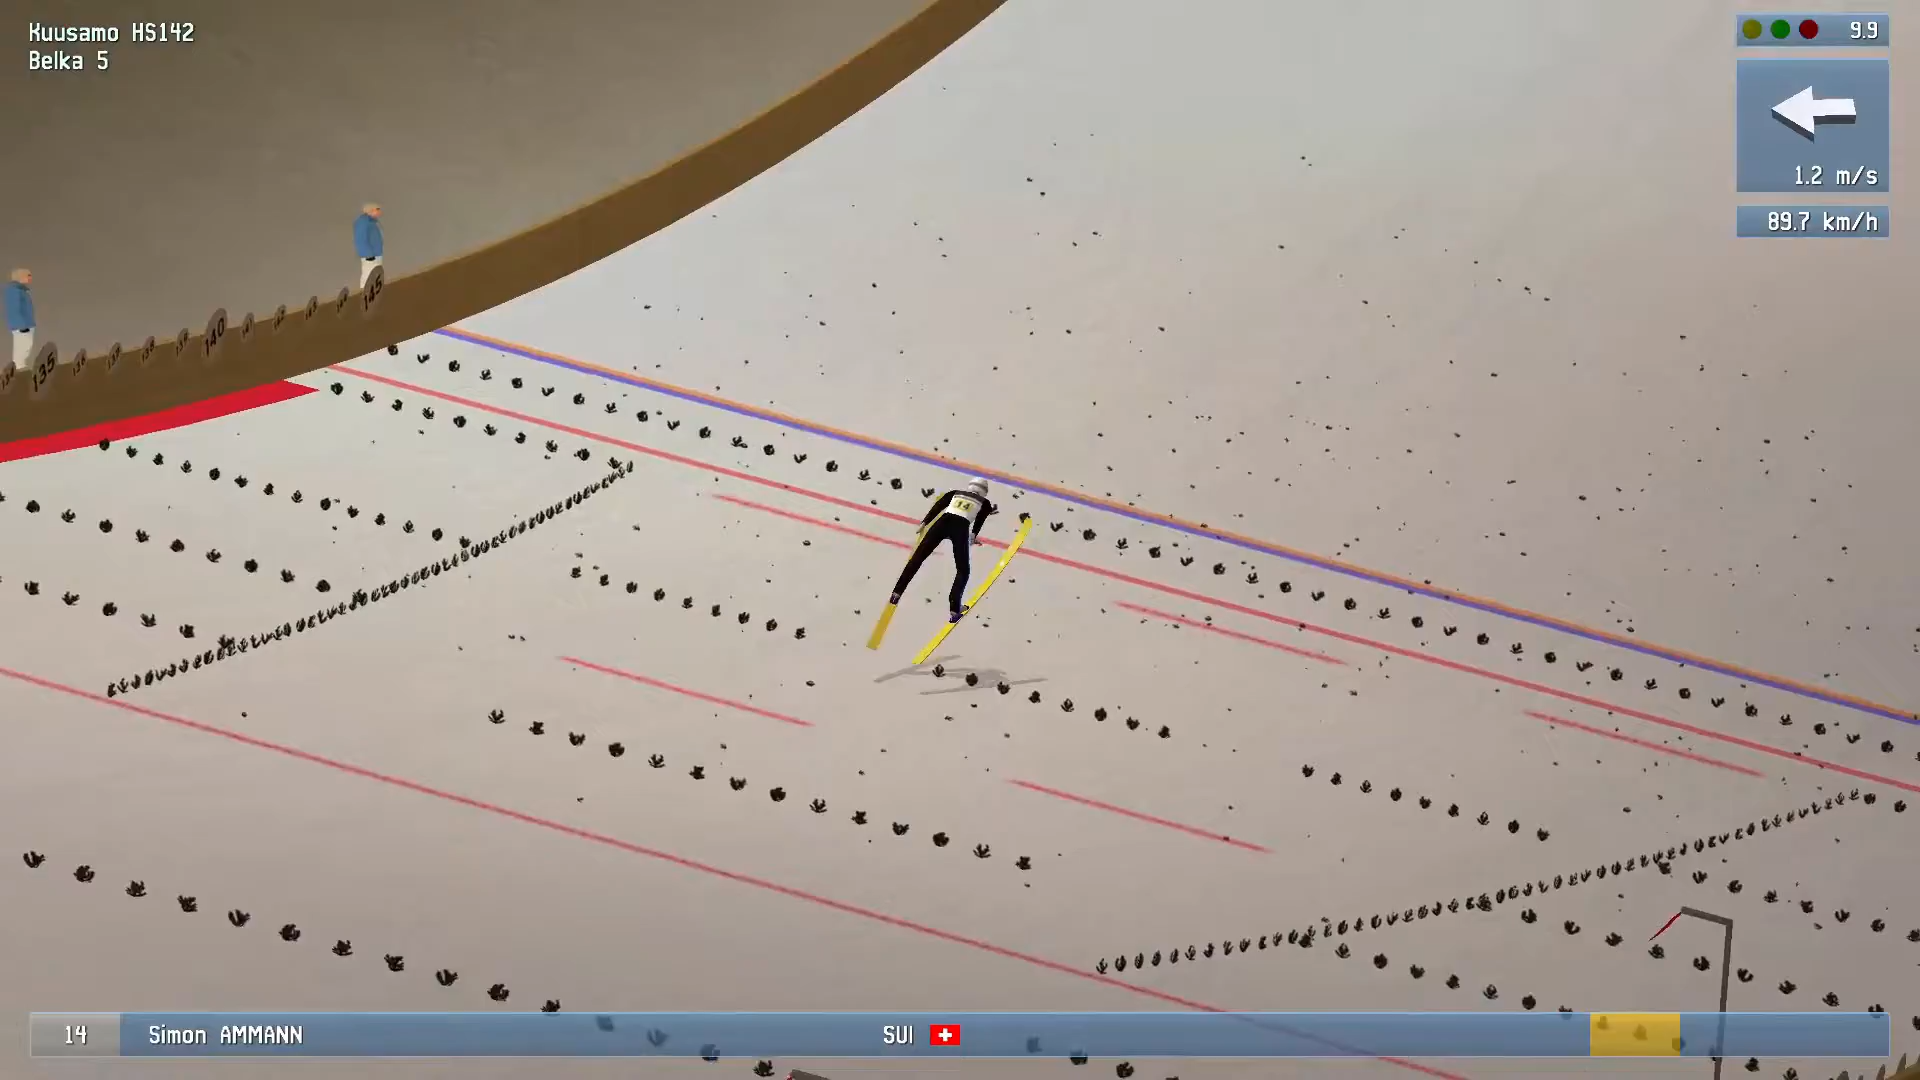 Kuusamo HS142
Belka 5
9.9
1.2 m/s
89.7 km/h
145
140
135
14
14 Simon AMMANN SUI